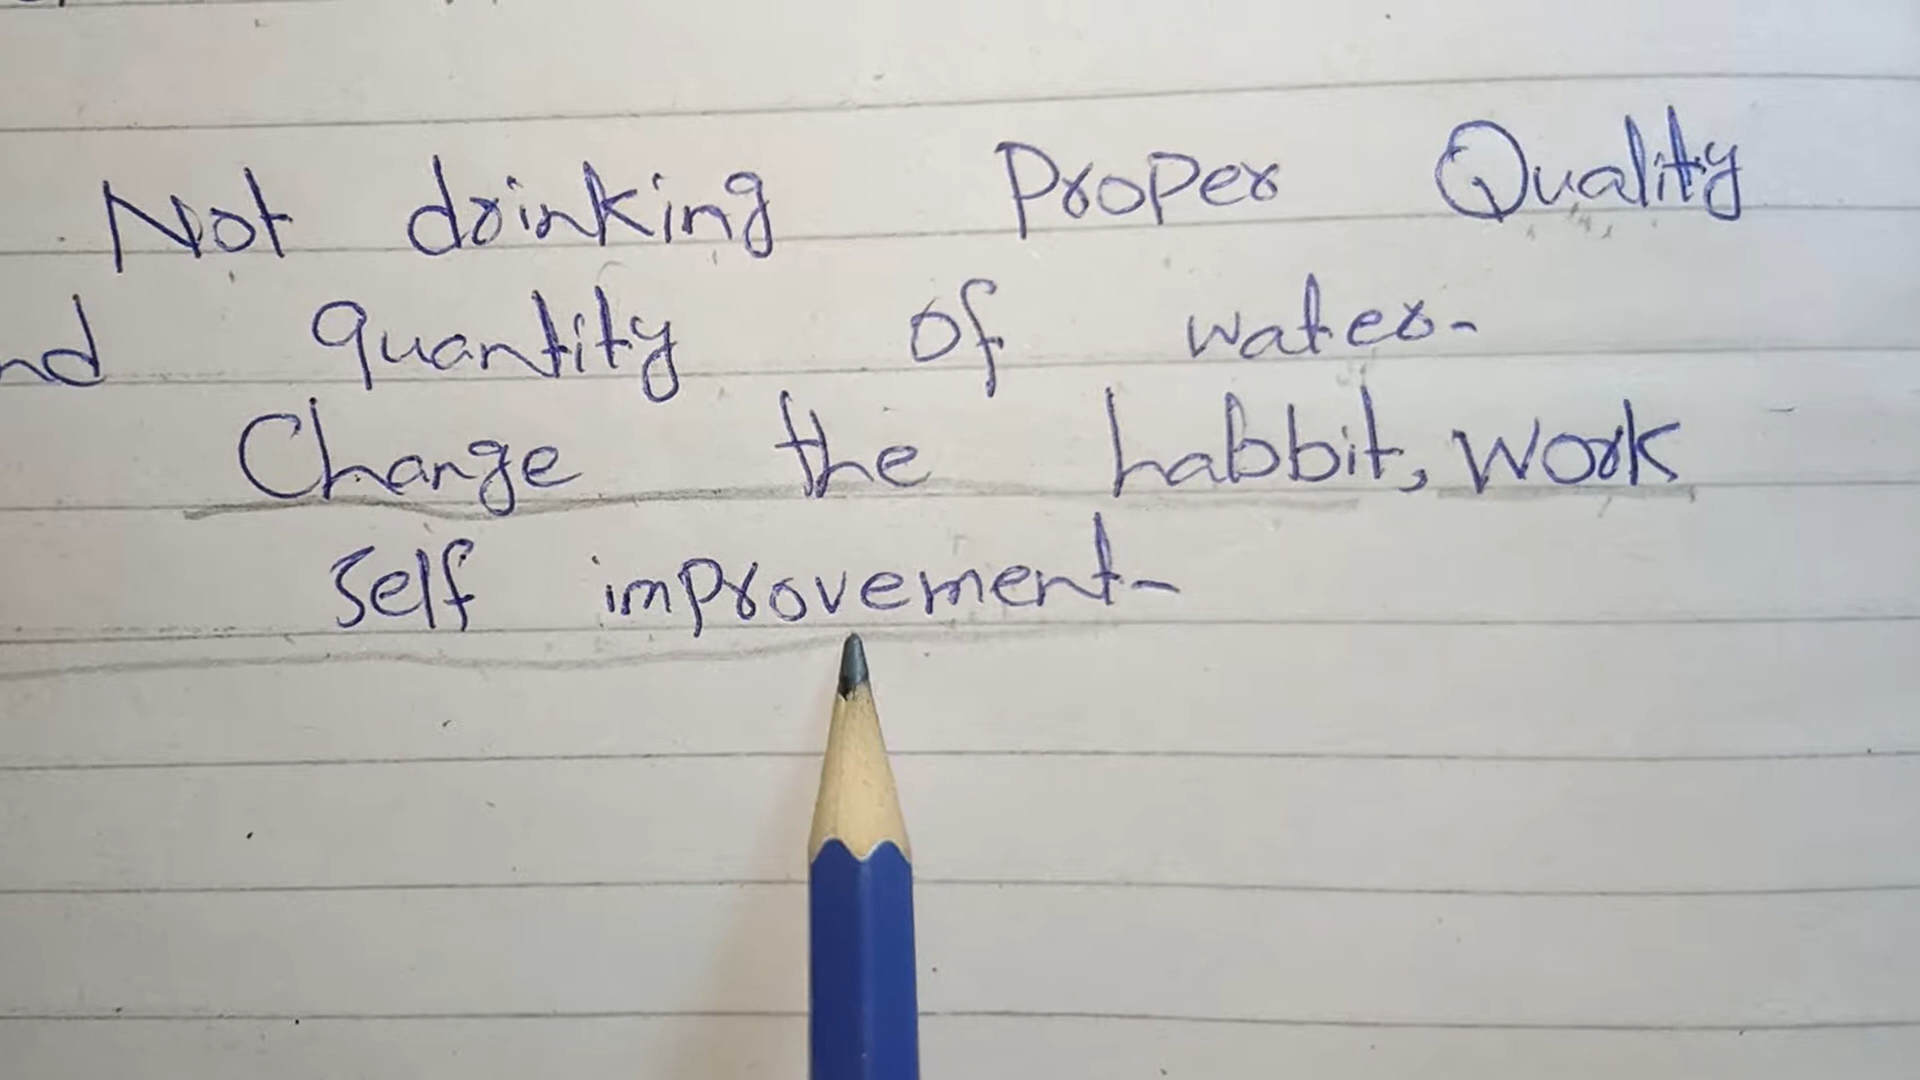 Not drinking Proper Quality
nd quantity of water-
Change the habbit, Work
Self improvement-